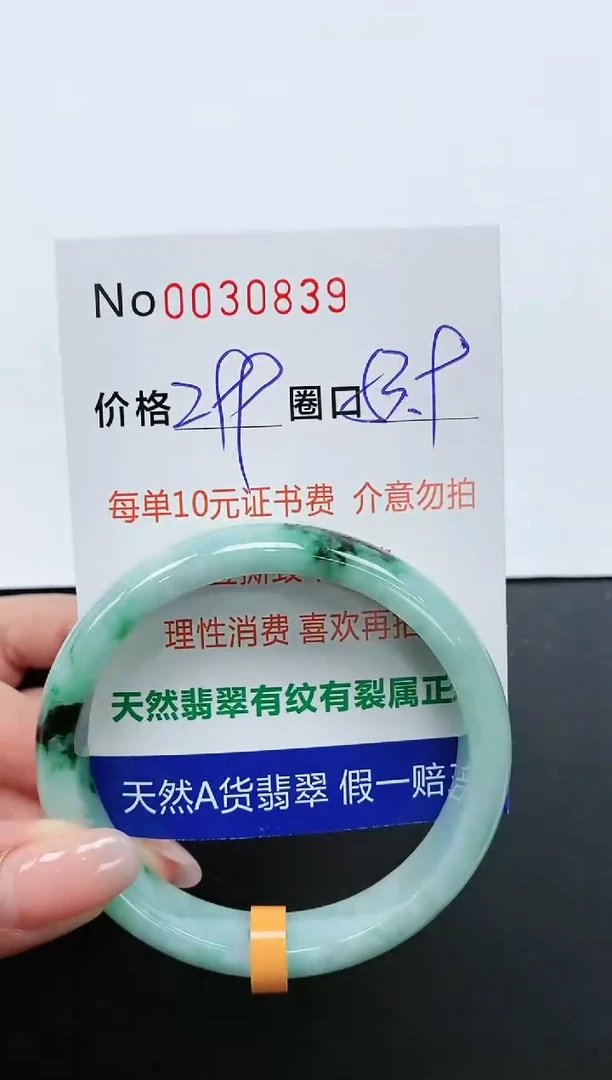 No0030839
价格 圈口
每单10元证书费 介意勿拍
理性消费 喜欢再拍
天然翡翠有纹有裂属正
天然A货翡翠 假一赔